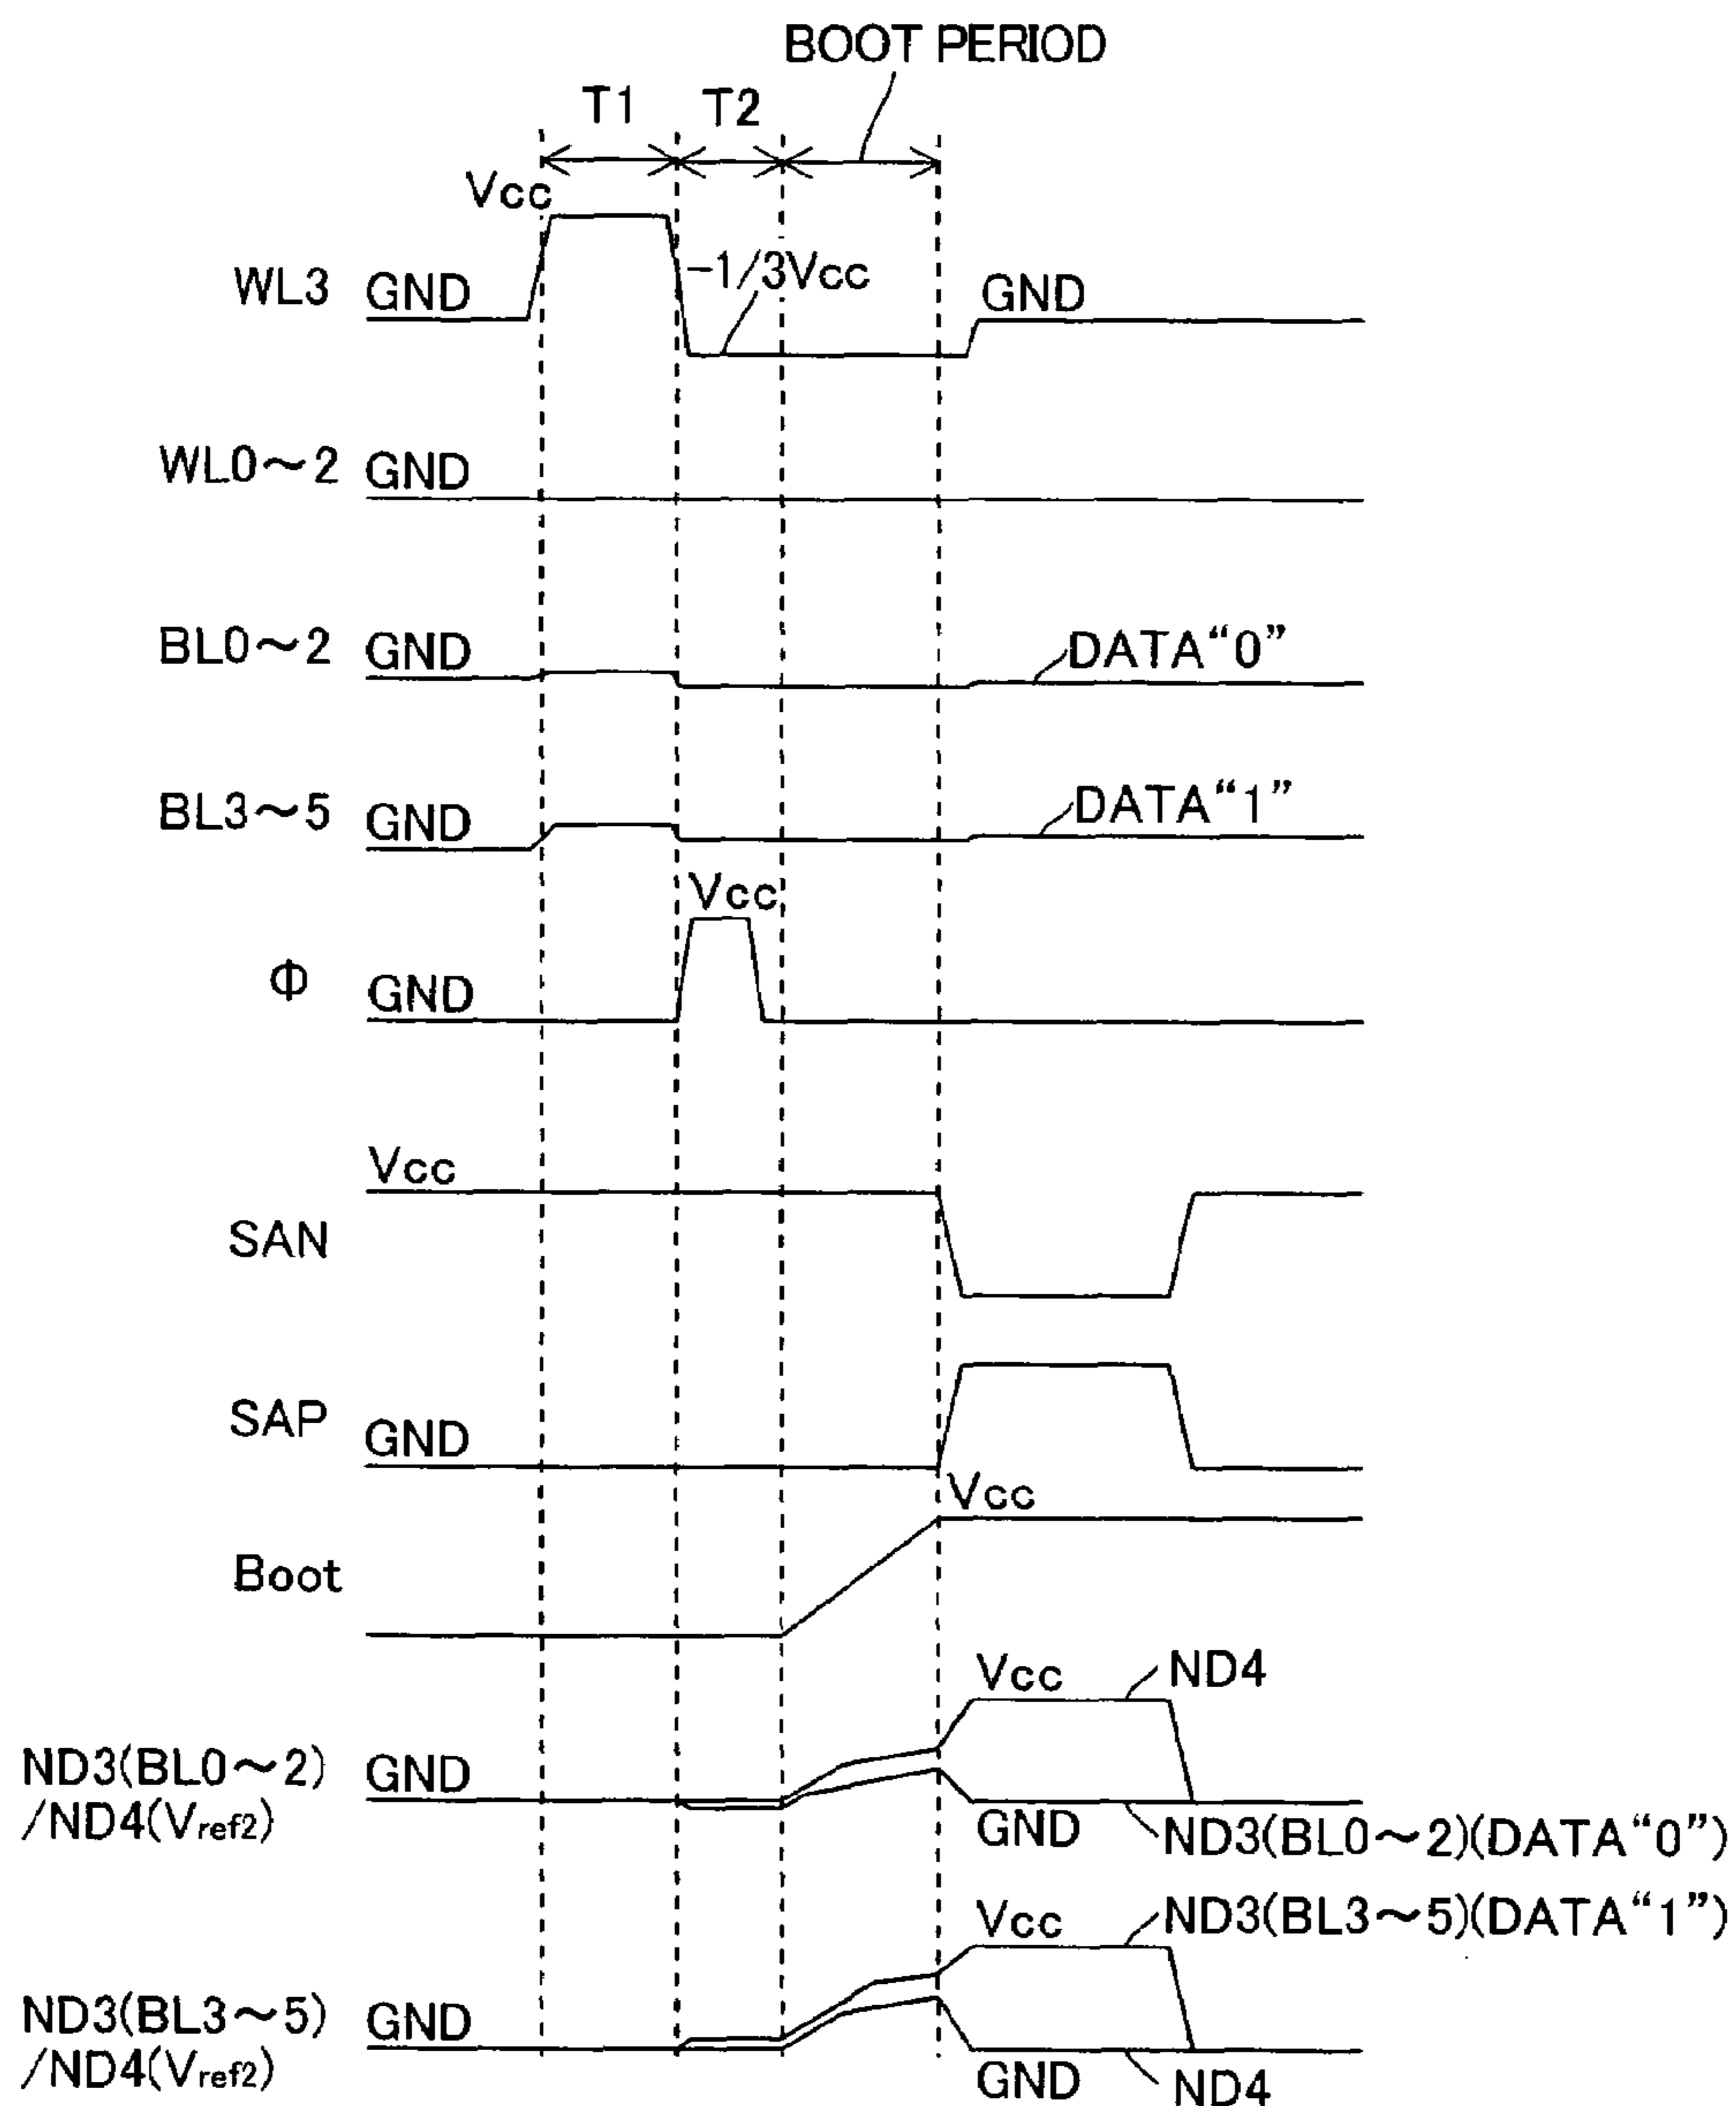 BOOT PERIOD
T1 T2
Vcc
WL3 GND -1/3Vcc GND
WL0～2 GND
BL0～2 GND DATA“0”
BL3～5 GND DATA“1”
Vcc
Φ GND
Vcc
SAN
SAP GND
Vcc
Boot
Vcc ND4
ND3(BL0～2) GND
/ND4(Vref2) GND ND3(BL0～2)(DATA“0”)
Vcc ND3(BL3～5)(DATA“1”)
ND3(BL3～5) GND
/ND4(Vref2) GND ND4